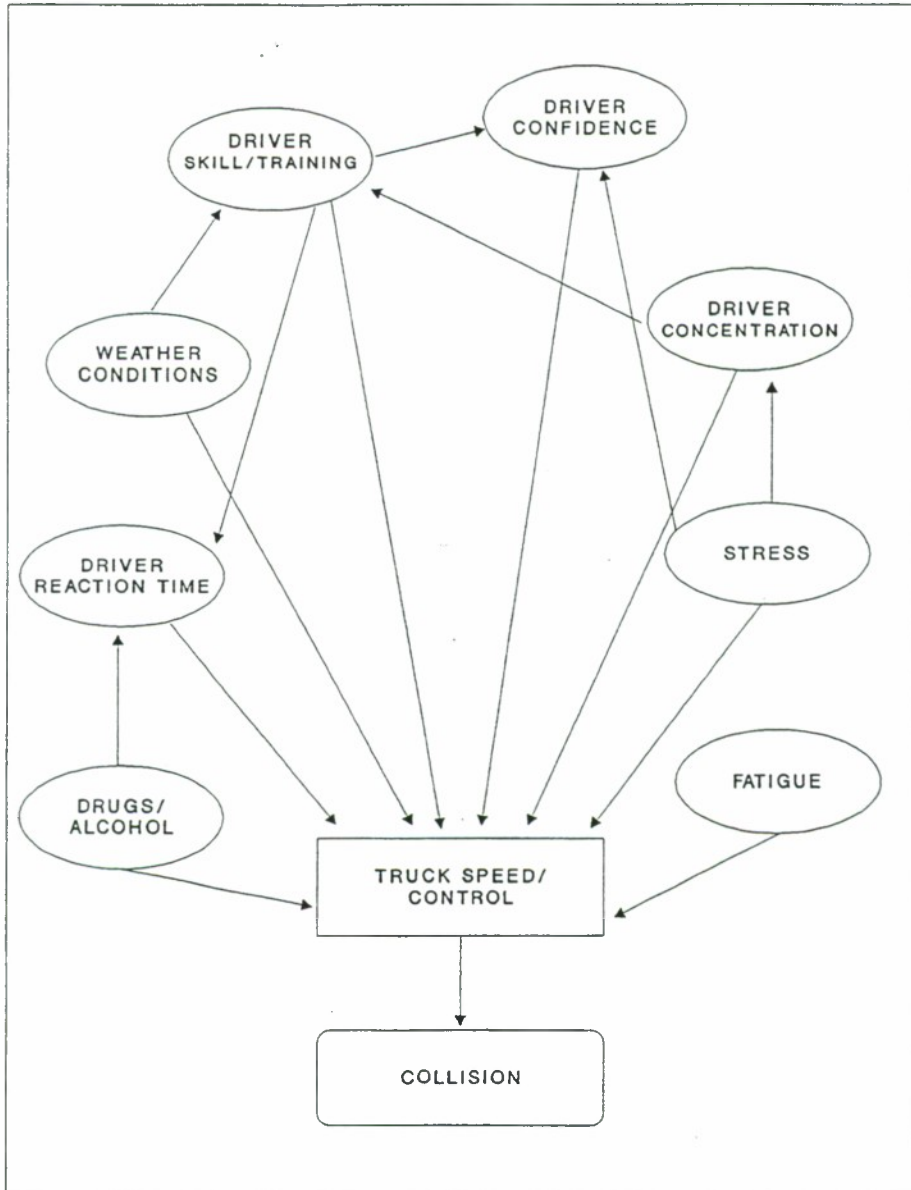 DRIVER
CONFIDENCE
DRIVER
SKILL/TRAINING
DRIVER
CONCENTRATION
WEATHER
CONDITIONS
DRIVER
REACTION TIME
STRESS
DRUGS/
ALCOHOL
FATIGUE
TRUCK SPEED/
CONTROL
COLLISION